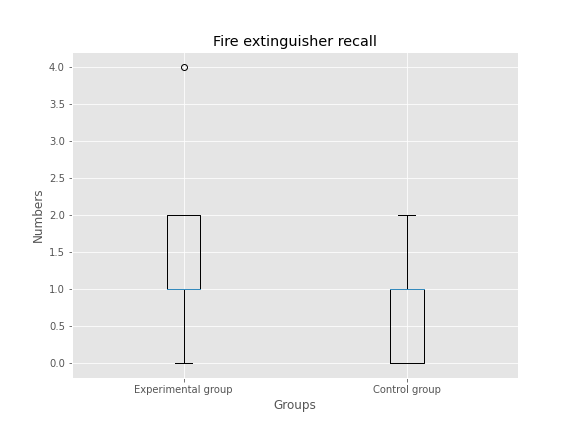 Fire extinguisher recall
4.0
3.5
3.0
2.5
2.0
1.5
1.0
0.5
0.0
Numbers
Experimental group
Control group
Groups